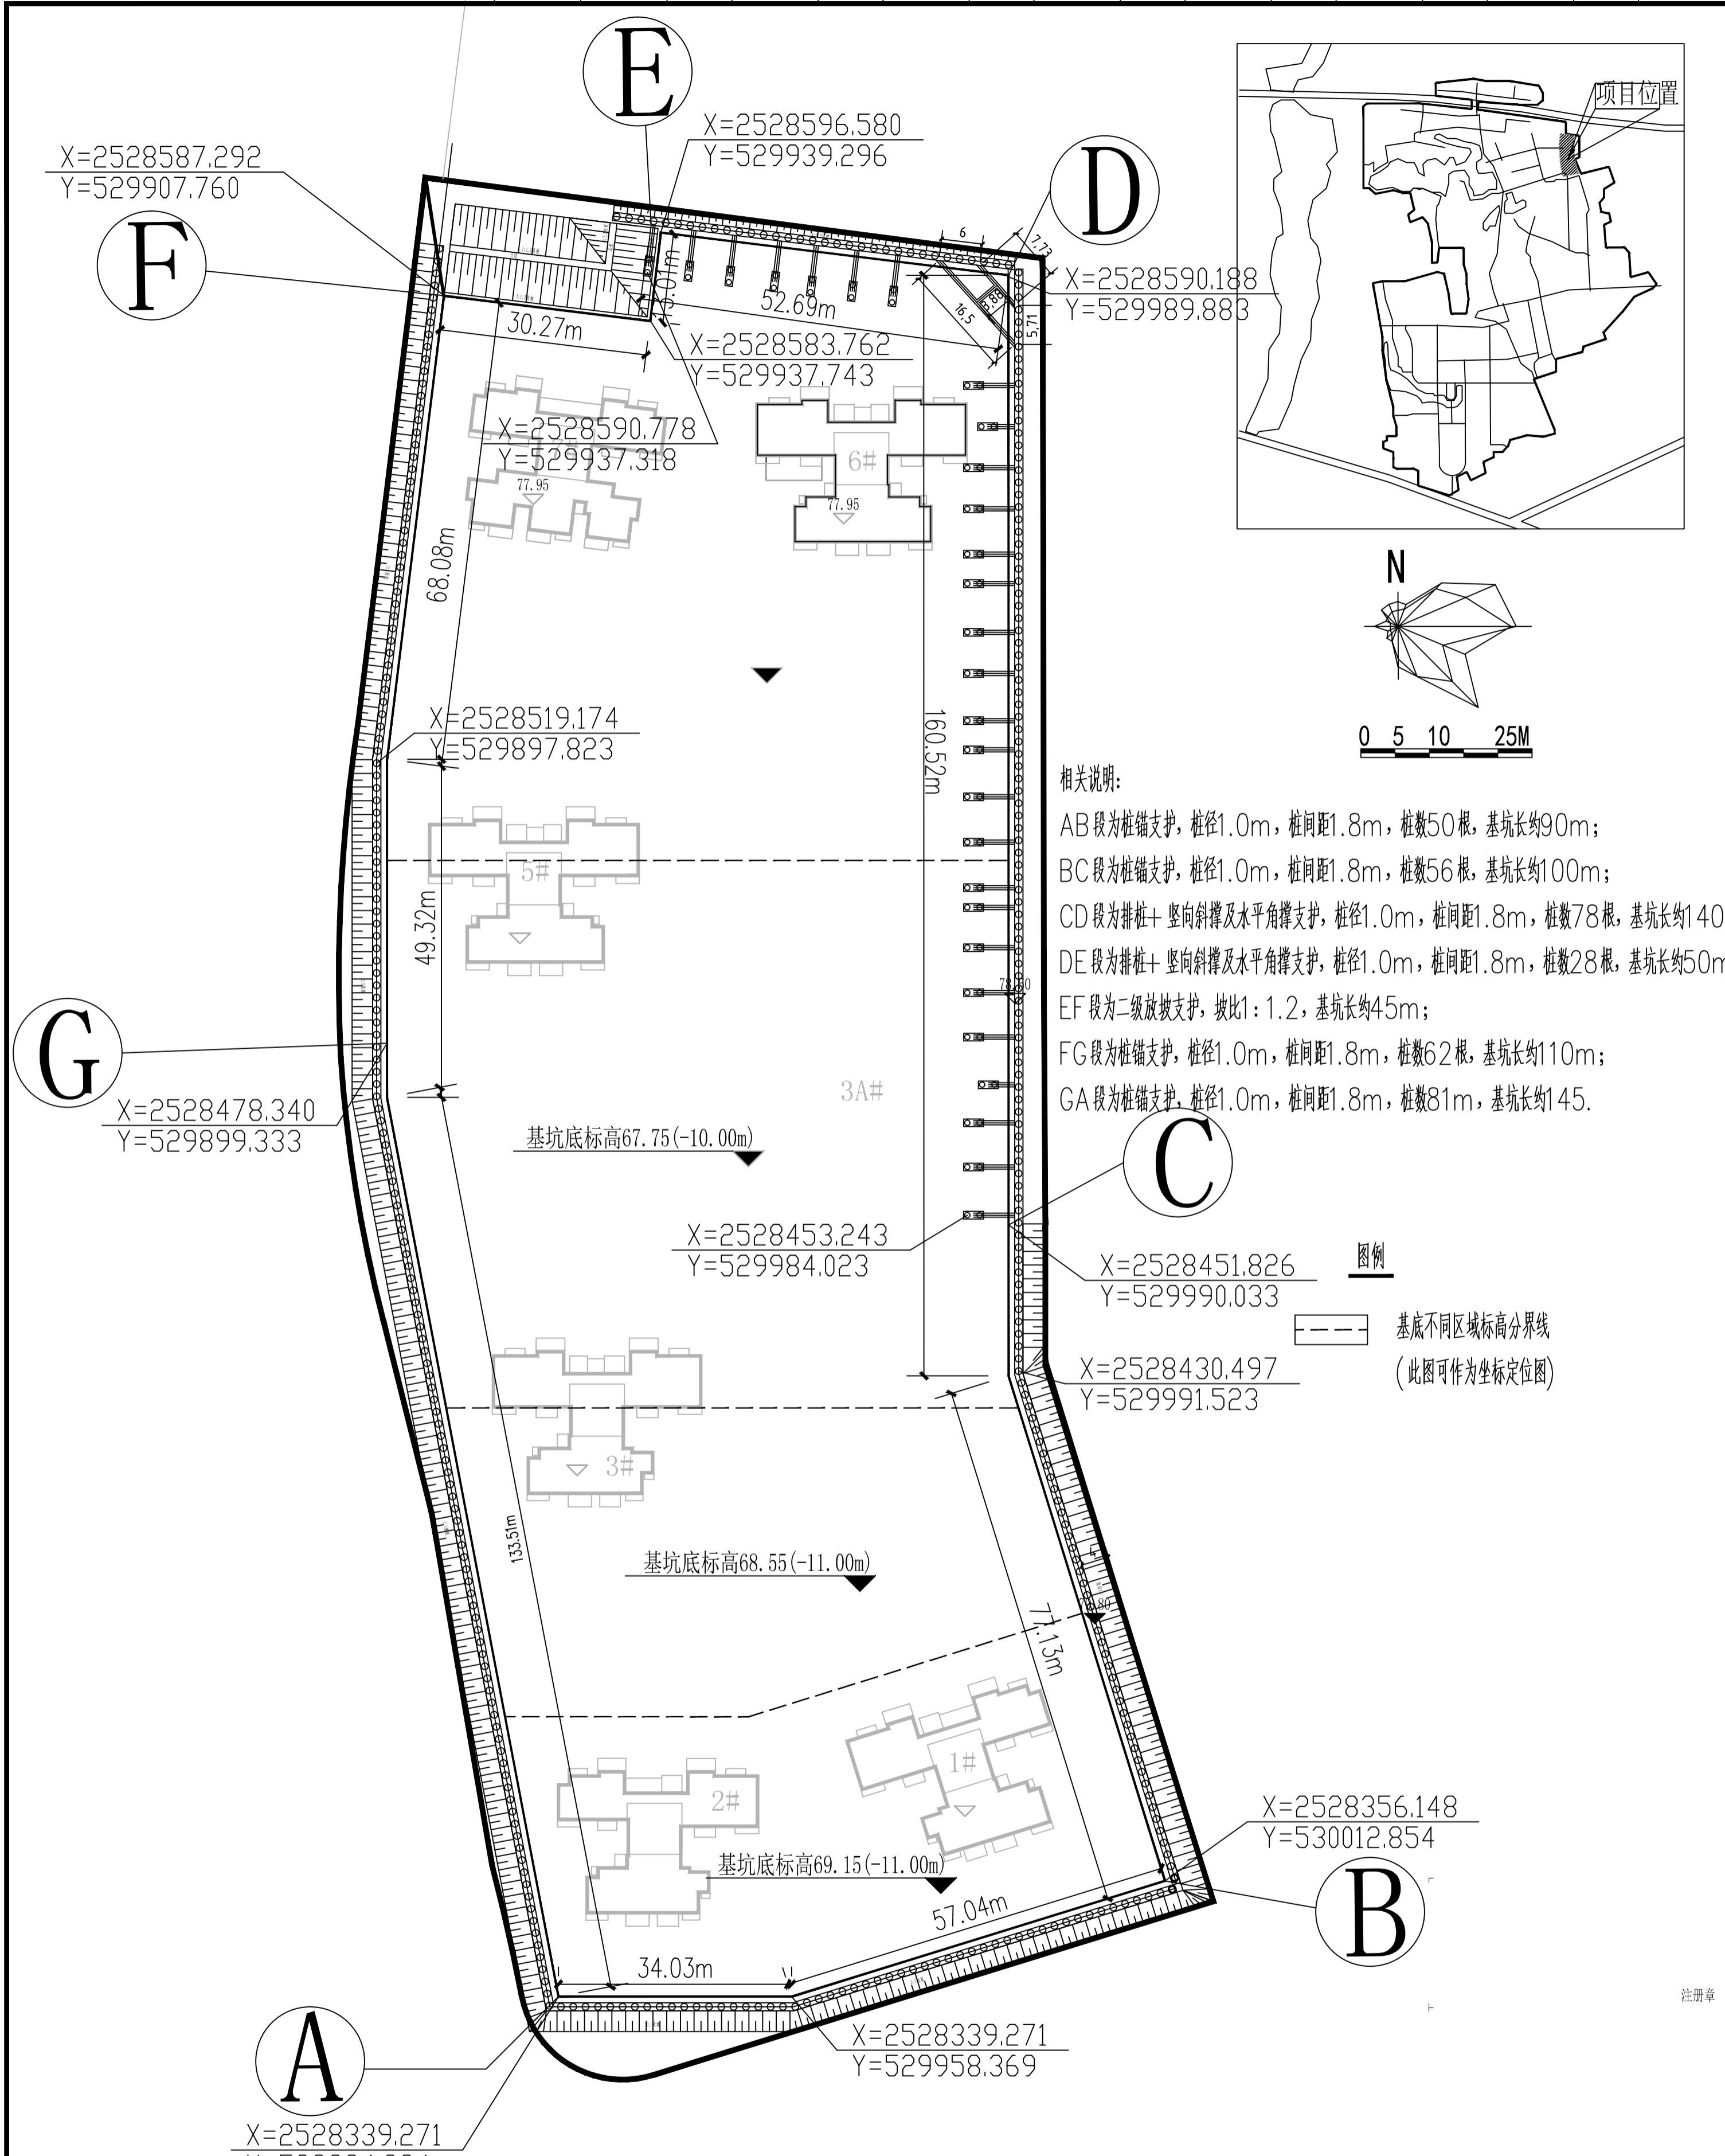 E
X=2528596.580
Y=529939.296
项目位置
X=2528587.292
Y=529907.760
D
F
6
7.73
X=2528590.188
Y=529989.883
52.69m
16.5
5.71
30.27m
X=2528583.762
Y=529937.743
X=2528590.778
Y=529937.318
77.95
6#
77.95
68.08m
N
X=2528519.174
Y=529897.823
160.52m
0 5 10 25M
相关说明:
AB段为桩锚支护, 桩径1.0m, 桩间距1.8m, 桩数50根, 基坑长约90m;
BC段为桩锚支护, 桩径1.0m, 桩间距1.8m, 桩数56根, 基坑长约100m;
CD段为排桩+竖向斜撑及水平角撑支护, 桩径1.0m, 桩间距1.8m, 桩数78根, 基坑长约140
DE段为排桩+竖向斜撑及水平角撑支护, 桩径1.0m, 桩间距1.8m, 桩数28根, 基坑长约50m
EF段为二级放坡支护, 坡比1:1.2, 基坑长约45m;
FG段为桩锚支护, 桩径1.0m, 桩间距1.8m, 桩数62根, 基坑长约110m;
GA段为桩锚支护, 桩径1.0m, 桩间距1.8m, 桩数81m, 基坑长约145.
5#
49.32m
G
X=2528478.340
Y=529899.333
3A#
基坑底标高67.75(-10.00m)
C
X=2528453.243
Y=529984.023
X=2528451.826
Y=529990.033
图例
基底不同区域标高分界线
(此图可作为坐标定位图)
X=2528430.497
Y=529991.523
3#
133.51m
基坑底标高68.55(-11.00m)
77.13m
1#
2#
X=2528356.148
Y=530012.854
基坑底标高69.15(-11.00m)
B
57.04m
34.03m
注册章
X=2528339.271
Y=529958.369
A
X=2528339.271